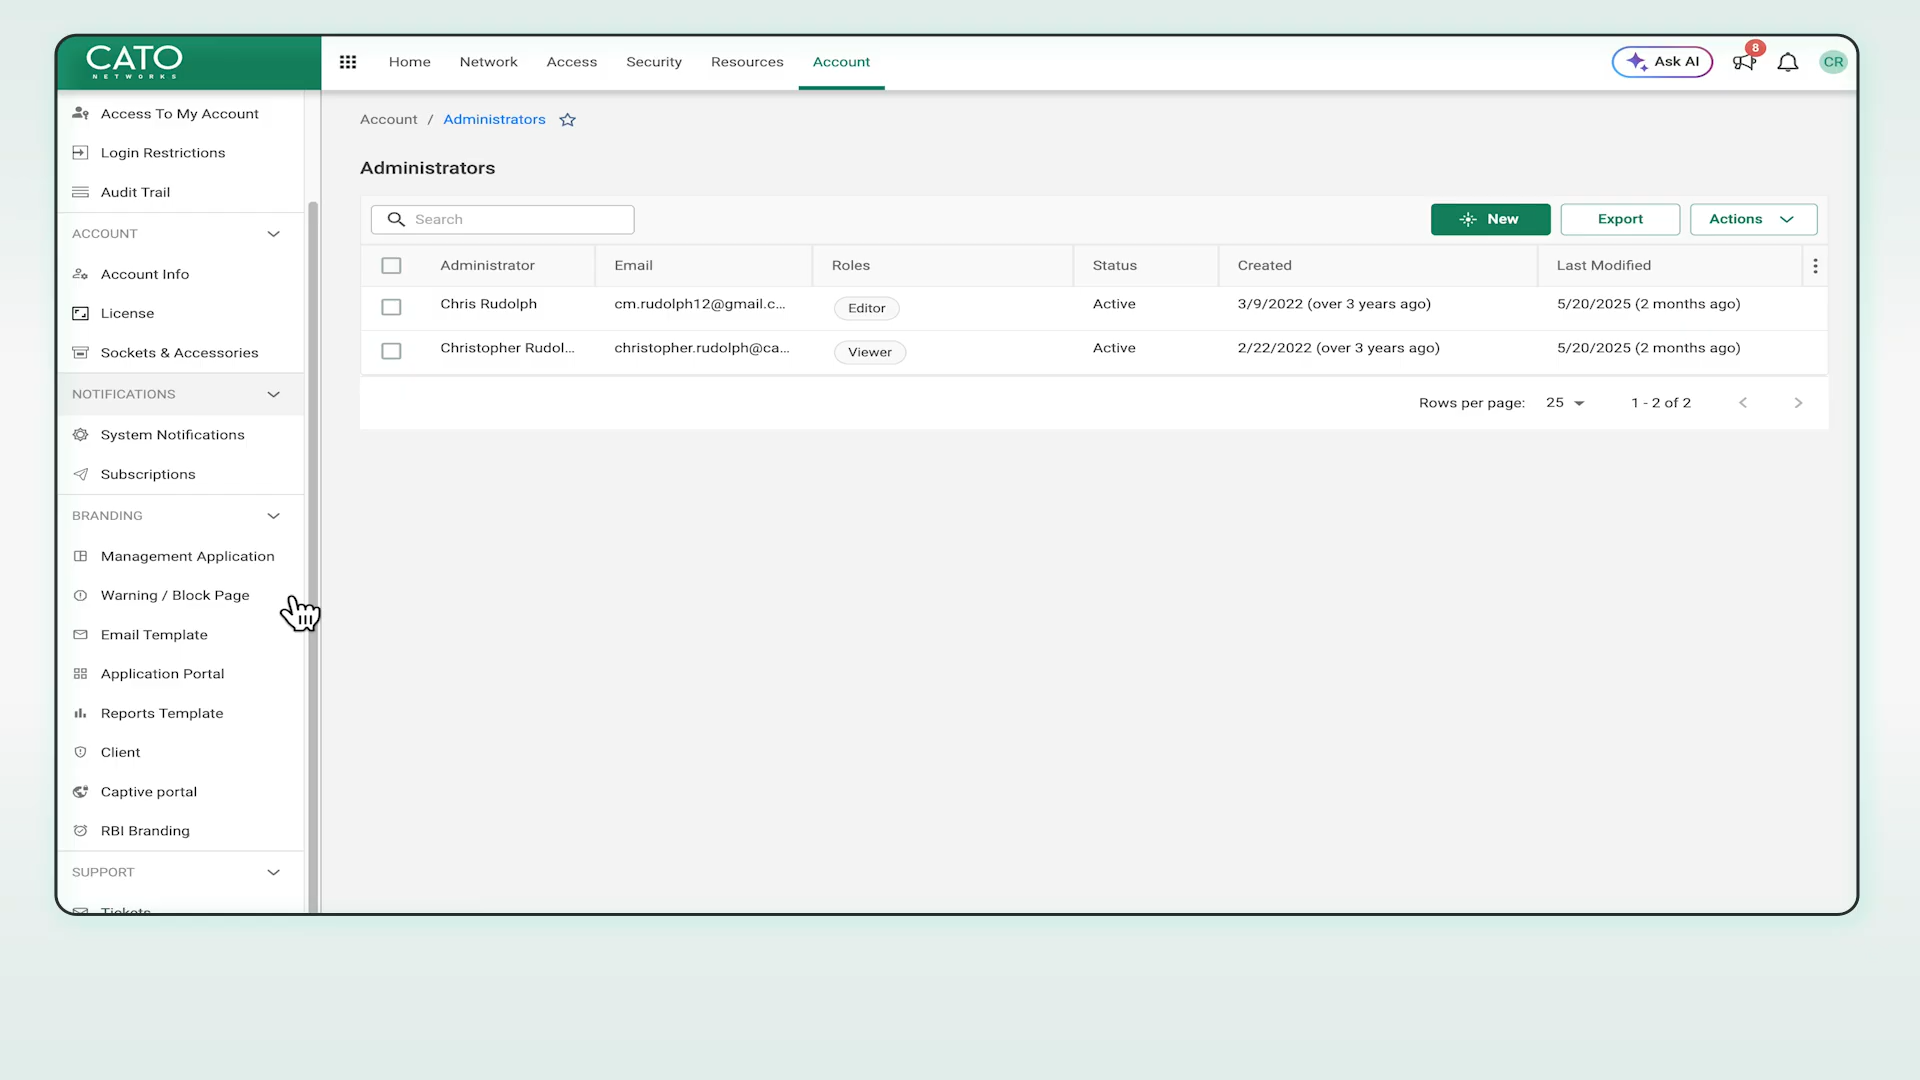 CATO
NETWORKS
Home
Network
Access
Security
Resources
Account
Ask AI
8
CR
Access To My Account
Login Restrictions
Audit Trail
ACCOUNT
Account Info
License
Sockets & Accessories
NOTIFICATIONS
System Notifications
Subscriptions
BRANDING
Management Application
Warning / Block Page
Email Template
Application Portal
Reports Template
Client
Captive portal
RBI Branding
SUPPORT
Tickets
Account / Administrators
Administrators
Search
New
Export
Actions
Administrator Email Roles Status Created Last Modified
Chris Rudolph cm.rudolph12@gmail.c... Editor Active 3/9/2022 (over 3 years ago) 5/20/2025 (2 months ago)
Christopher Rudol... christopher.rudolph@ca... Viewer Active 2/22/2022 (over 3 years ago) 5/20/2025 (2 months ago)
Rows per page: 25 1 - 2 of 2